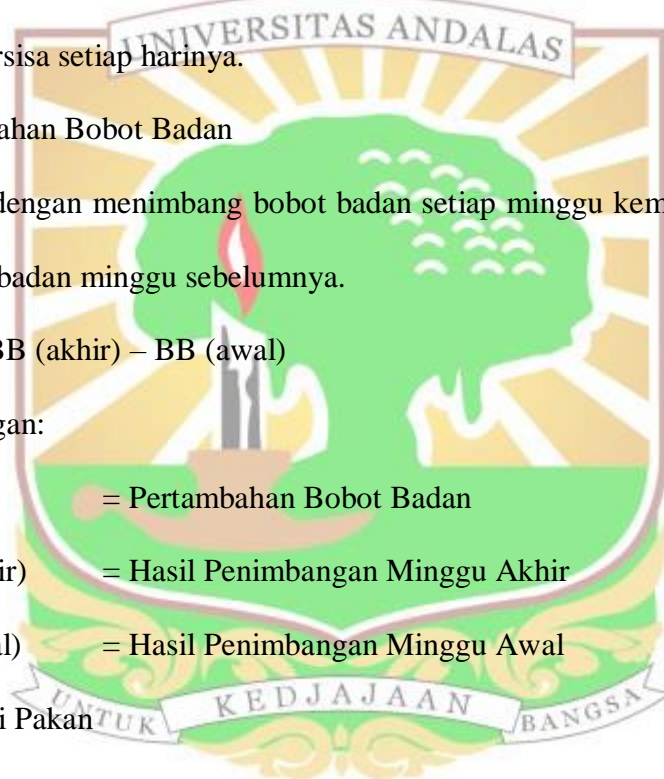 UNIVERSITAS ANDALAS
rsisa setiap harinya.
ahan Bobot Badan
dengan menimbang bobot badan setiap minggu kem
badan minggu sebelumnya.
BB (akhir) – BB (awal)
gan:
= Pertambahan Bobot Badan
ir) = Hasil Penimbangan Minggu Akhir
al) = Hasil Penimbangan Minggu Awal
i Pakan
UNTUK KEDJAJAAN BANGSA